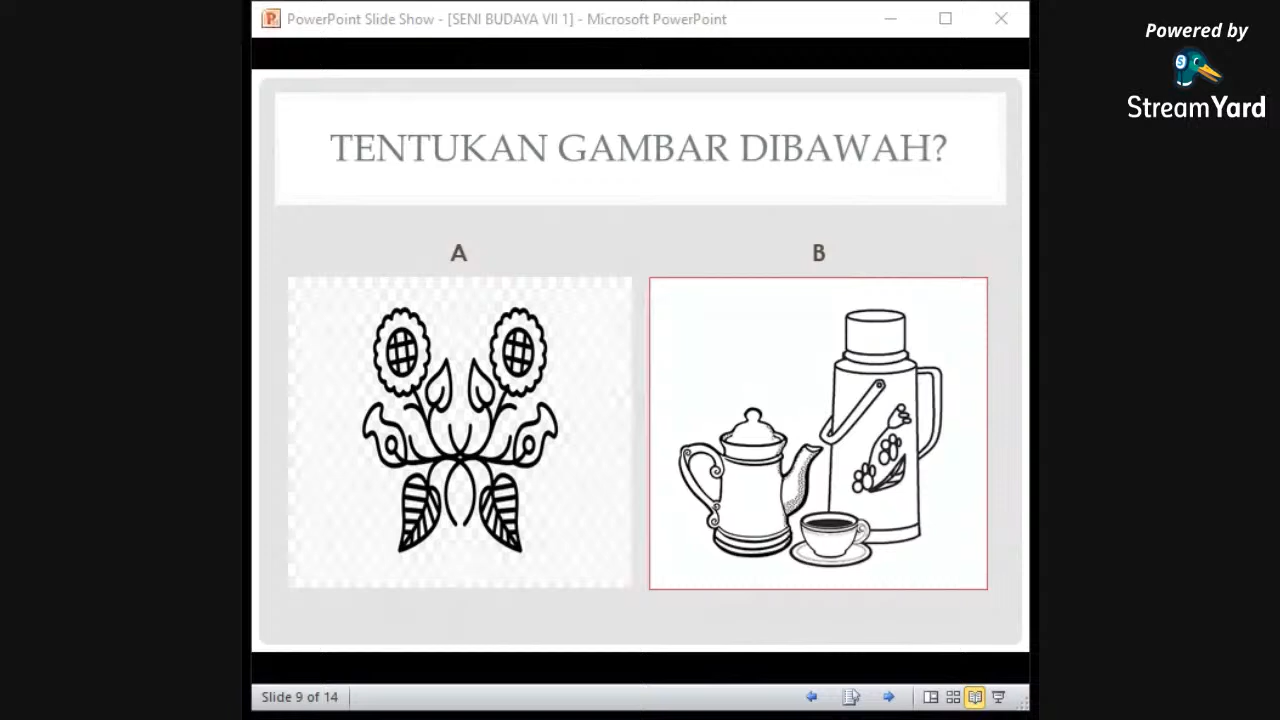 PowerPoint Slide Show - [SENI BUDAYA VII 1] - Microsoft PowerPoint
Powered by
StreamYard
TENTUKAN GAMBAR DIBAWAH?
A
B
Slide 9 of 14